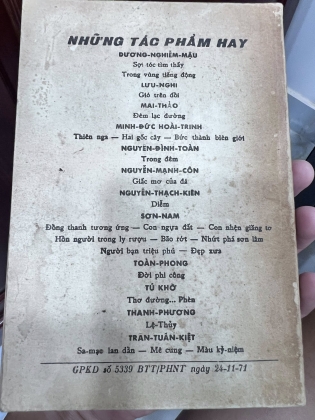 NHỮNG TÁC PHẨM HAY
DƯƠNG-NGHIỄM-MẬU
Sợi tóc tìm thấy
Trong vùng tiếng động
LƯU-NGHI
Gió trên đồi
MAI-THẢO
Đêm lạc đường
MINH-ĐỨC HOÀI-TRINH
Thiên nga — Hai gốc cây — Bức thành biên giới
NGUYỄN-ĐÌNH-TOÀN
Trong đêm
NGUYỄN-MẠNH-CÔN
Giấc mơ của đá
NGUYỄN-THẠCH-KIÊN
Diễm
SƠN-NAM
Đồng thanh tương ứng — Con ngựa đất — Con nhện giăng tơ
Hồn người trong ly rượu — Bão rớt — Nhứt phá sơn lâm
Người bạn triệu phú — Đẹp xưa
TOÀN-PHONG
Đời phi công
TÚ KHỜ
Thơ đường... Phèn
THANH-PHƯƠNG
Lệ-Thủy
TRẦN-TUẤN-KIỆT
Sa-mạc lan dần — Mê cung — Màu kỷ-niệm
GPKD số 5339 BTT/PHNT ngày 24-11-71